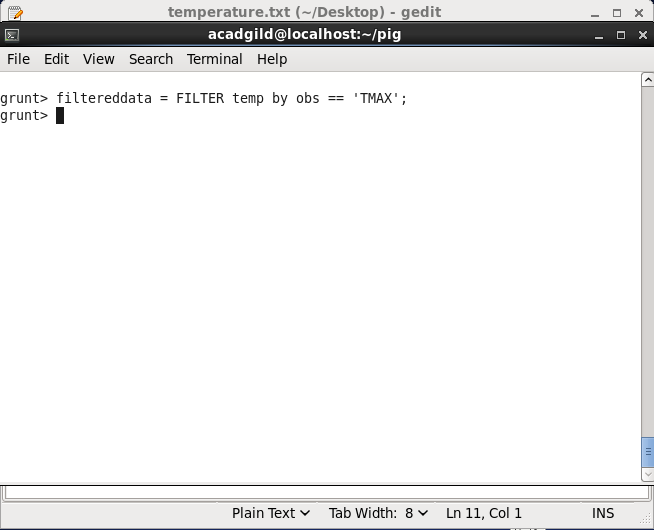 temperature.txt (~/Desktop) - gedit
acadgild@localhost:~/pig
File Edit View Search Terminal Help
grunt> filtereddata = FILTER temp by obs == 'TMAX';
grunt>
Plain Text Tab Width: 8 Ln 11, Col 1 INS